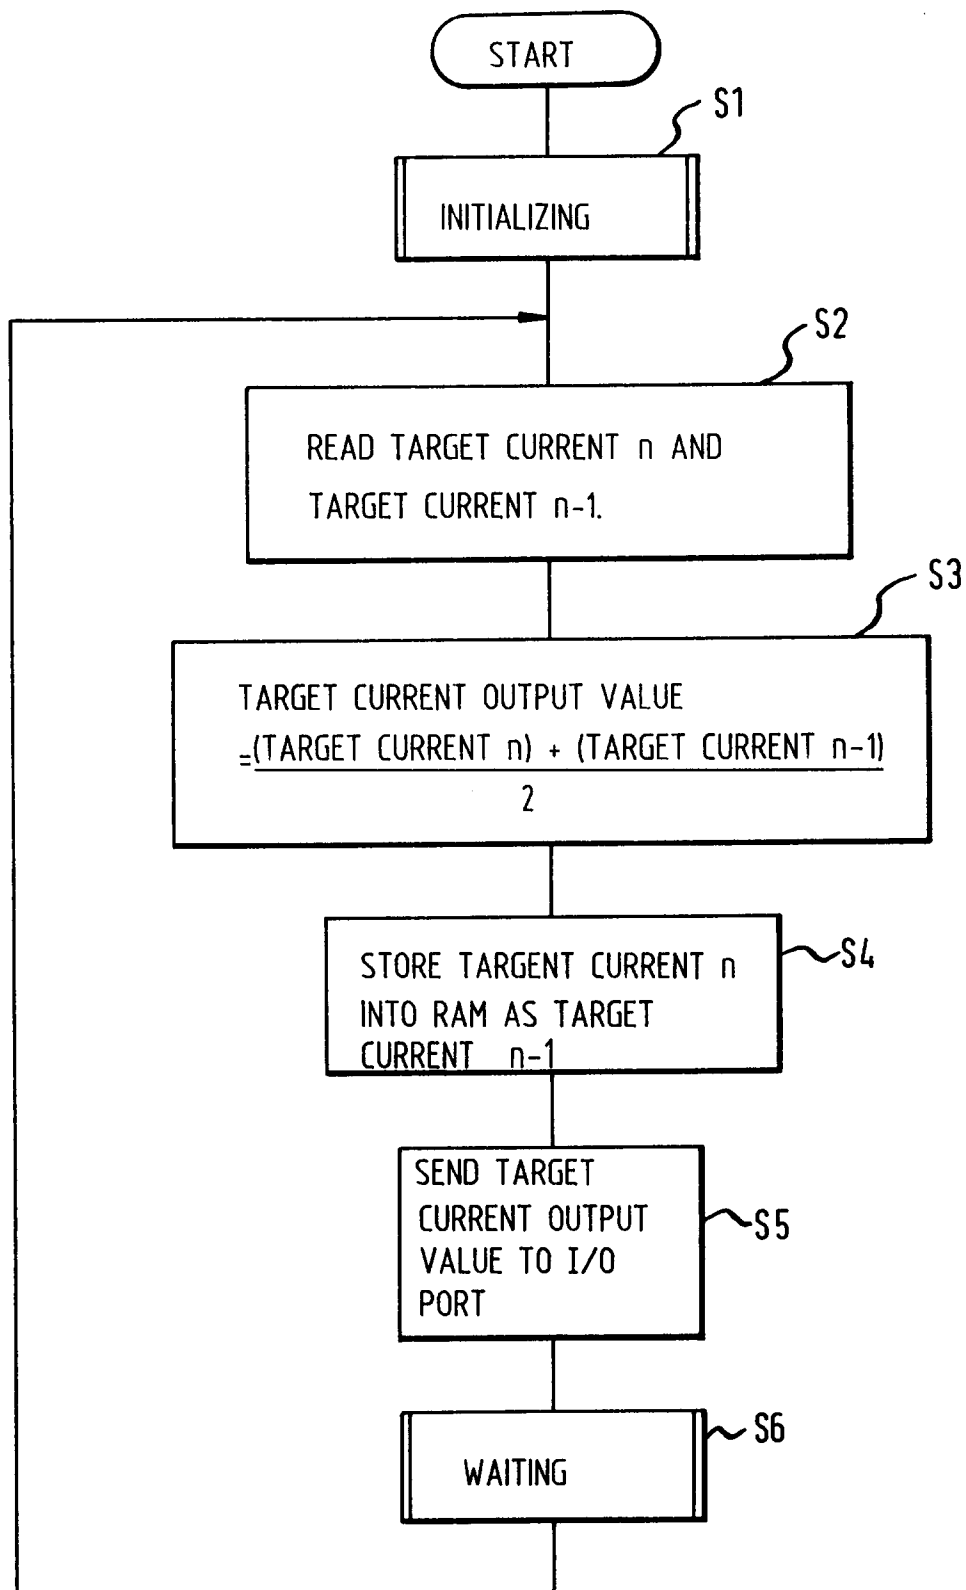 START
S1
INITIALIZING
S2
READ TARGET CURRENT n AND
TARGET CURRENT n-1.
S3
TARGET CURRENT OUTPUT VALUE
=(TARGET CURRENT n) + (TARGET CURRENT n-1)
2
STORE TARGENT CURRENT n
INTO RAM AS TARGET
CURRENT n-1
S4
SEND TARGET
CURRENT OUTPUT
VALUE TO I/O
PORT
S5
WAITING
S6